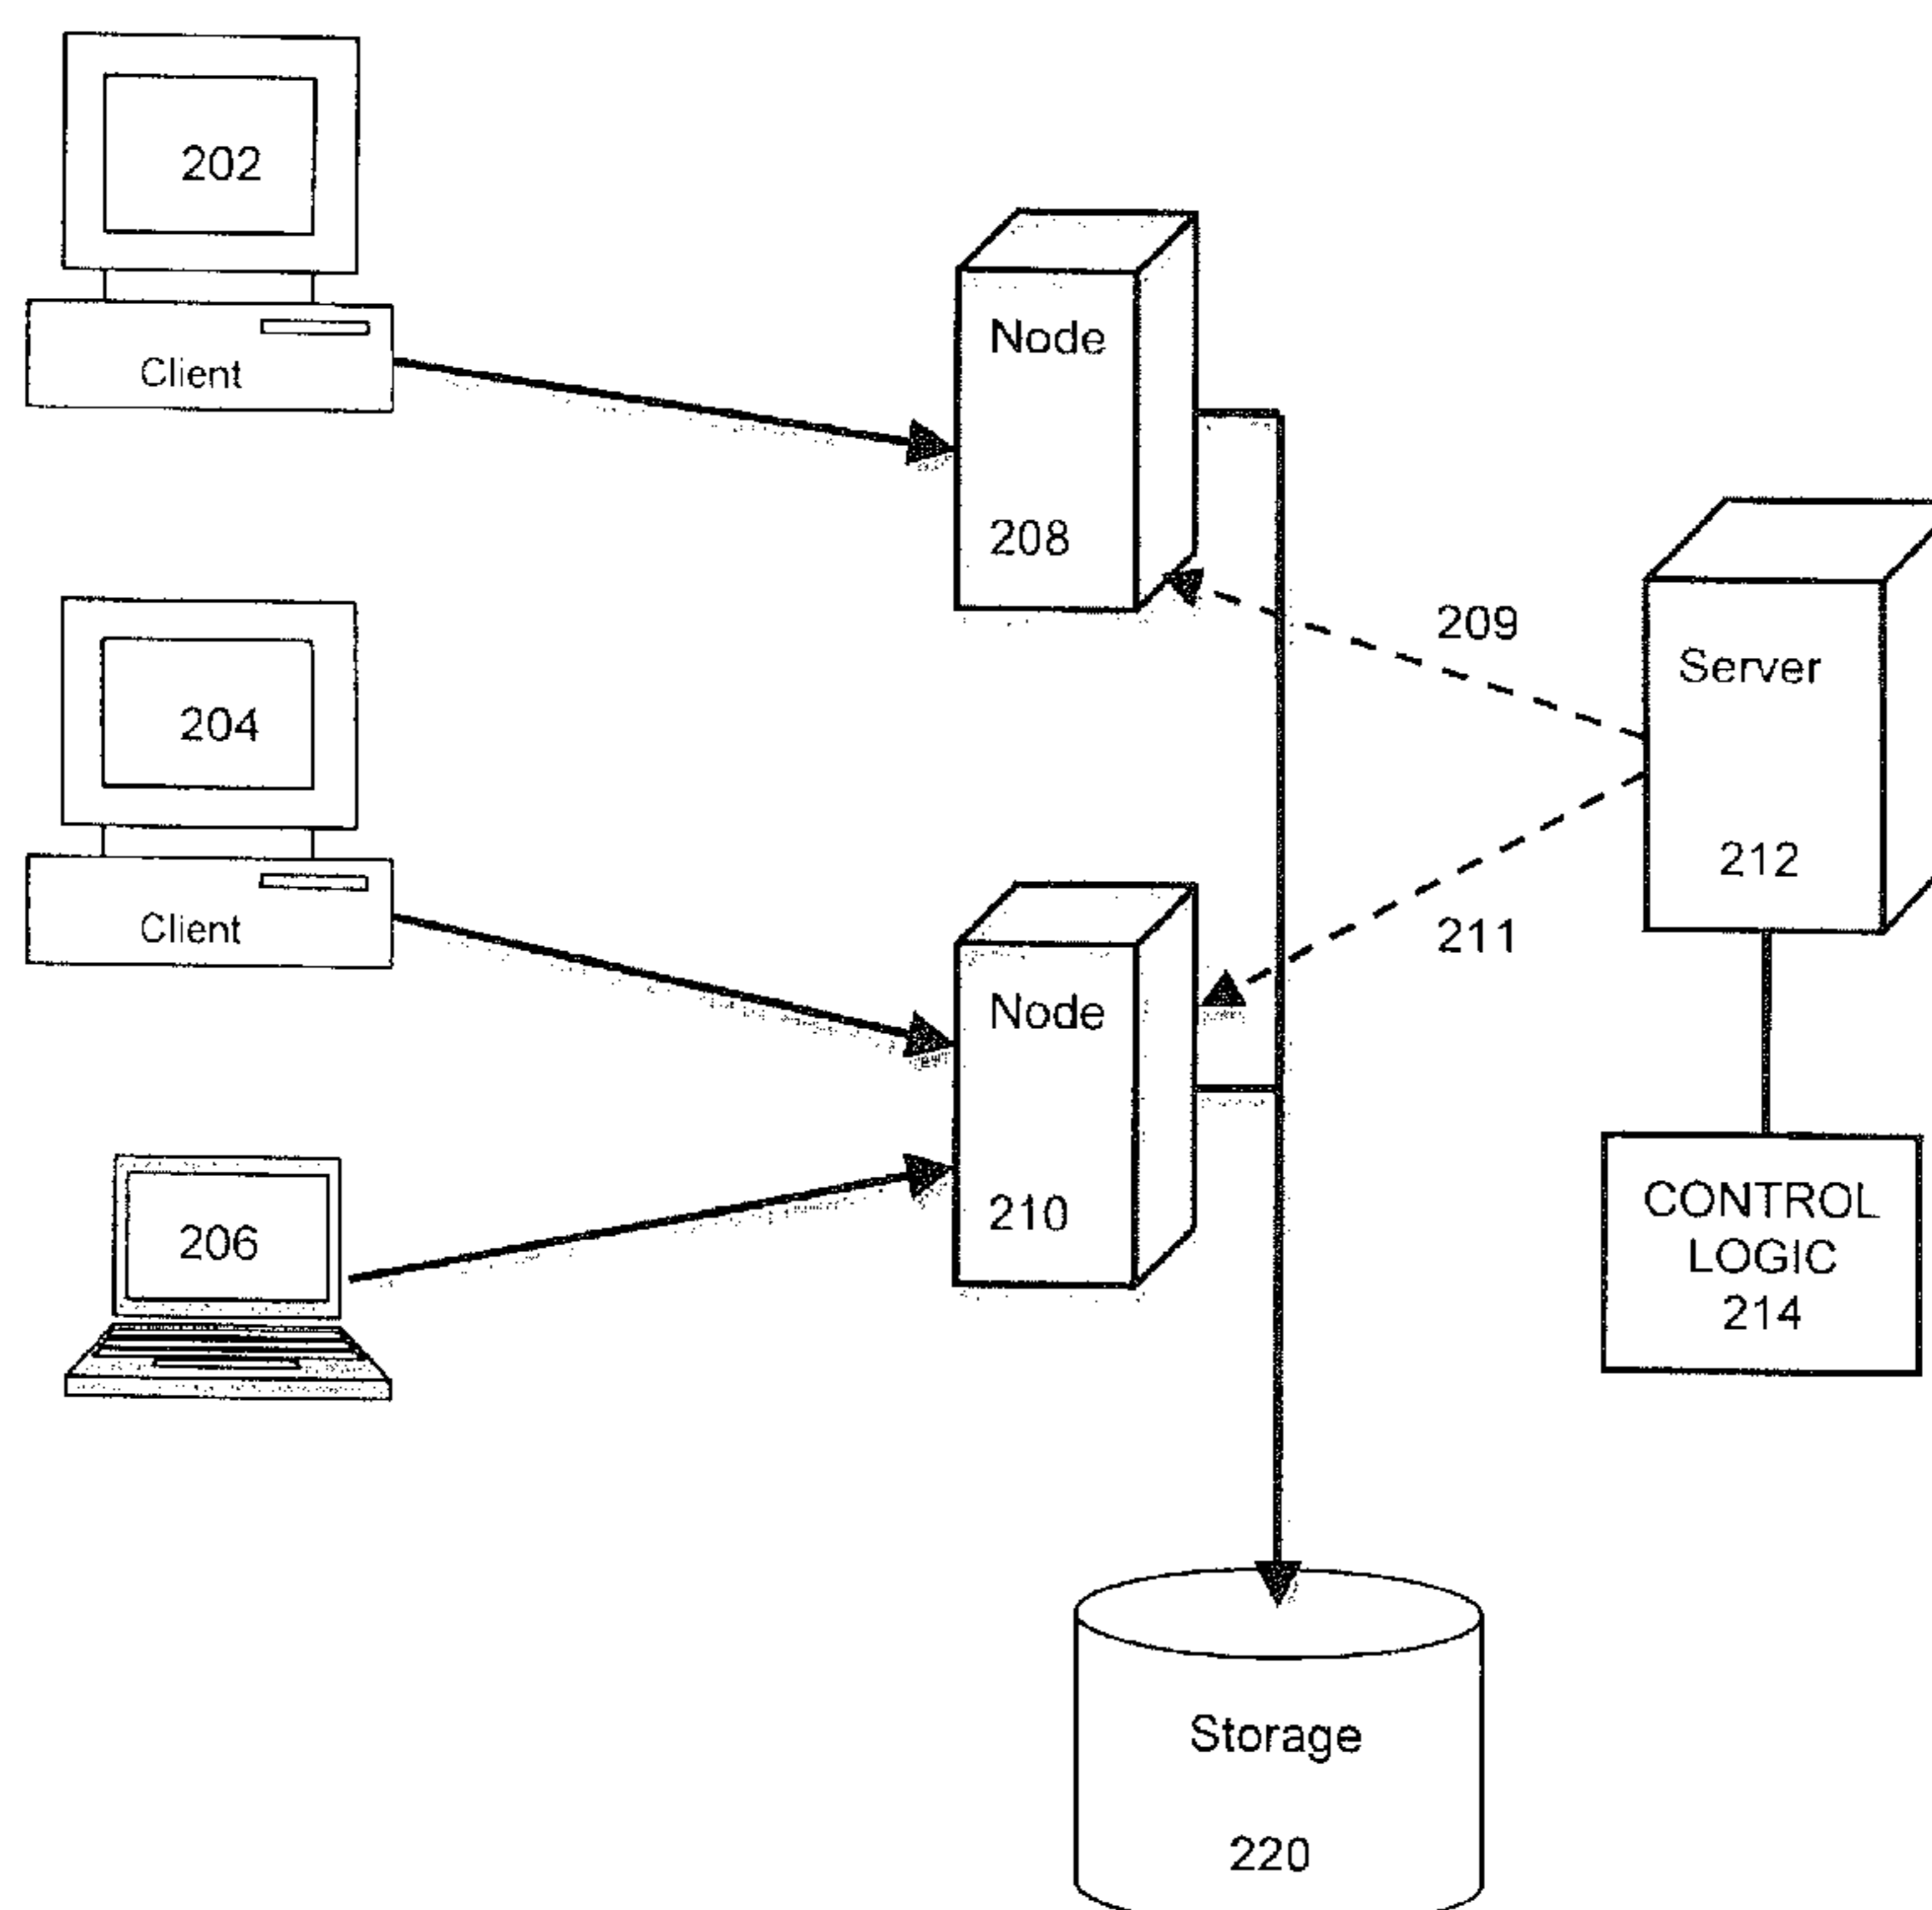 202
Client
Node
208
209
Server
212
204
Client
211
Node
210
206
CONTROL
LOGIC
214
Storage
220